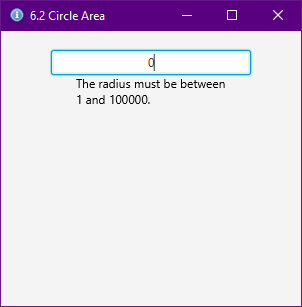 6.2 Circle Area
0
The radius must be between
1 and 100000.